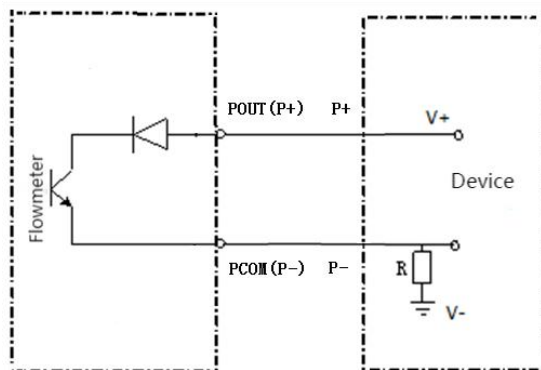 POUT(P+) P+
V+
Flowmeter
Device
PCOM(P-) P-
R
V-